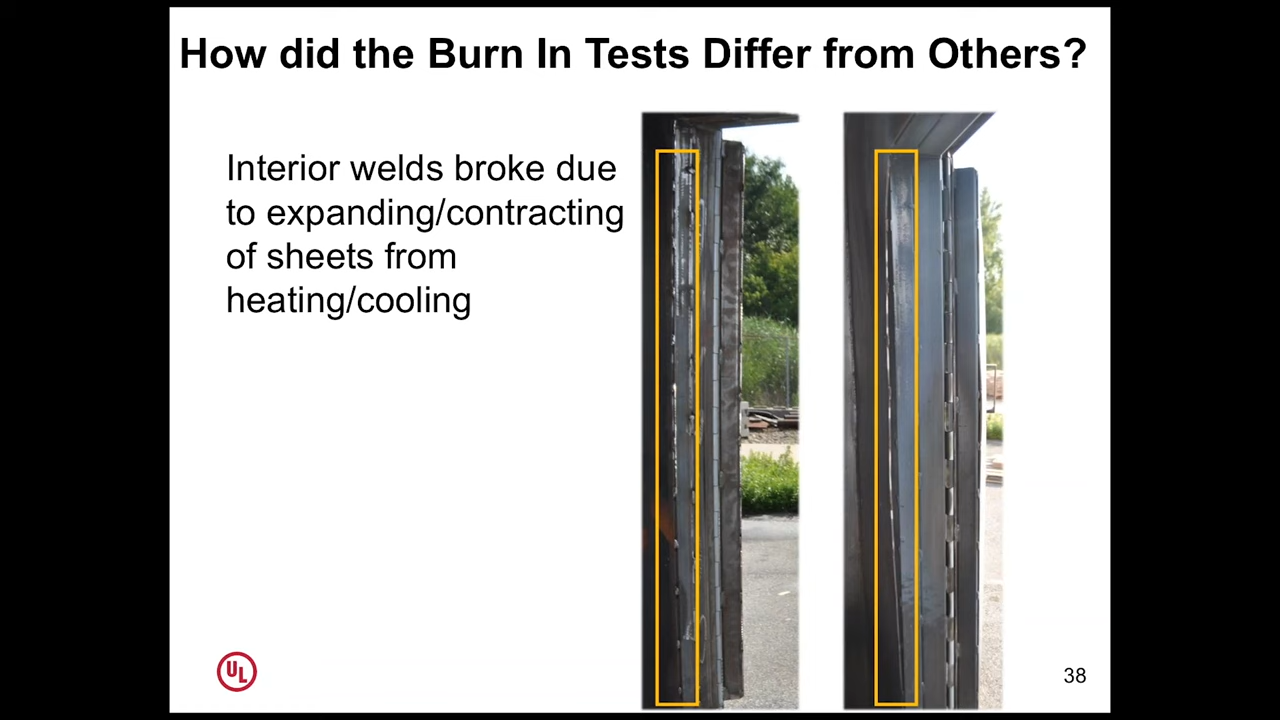 How did the Burn In Tests Differ from Others?
Interior welds broke due
to expanding/contracting
of sheets from
heating/cooling
UL
38